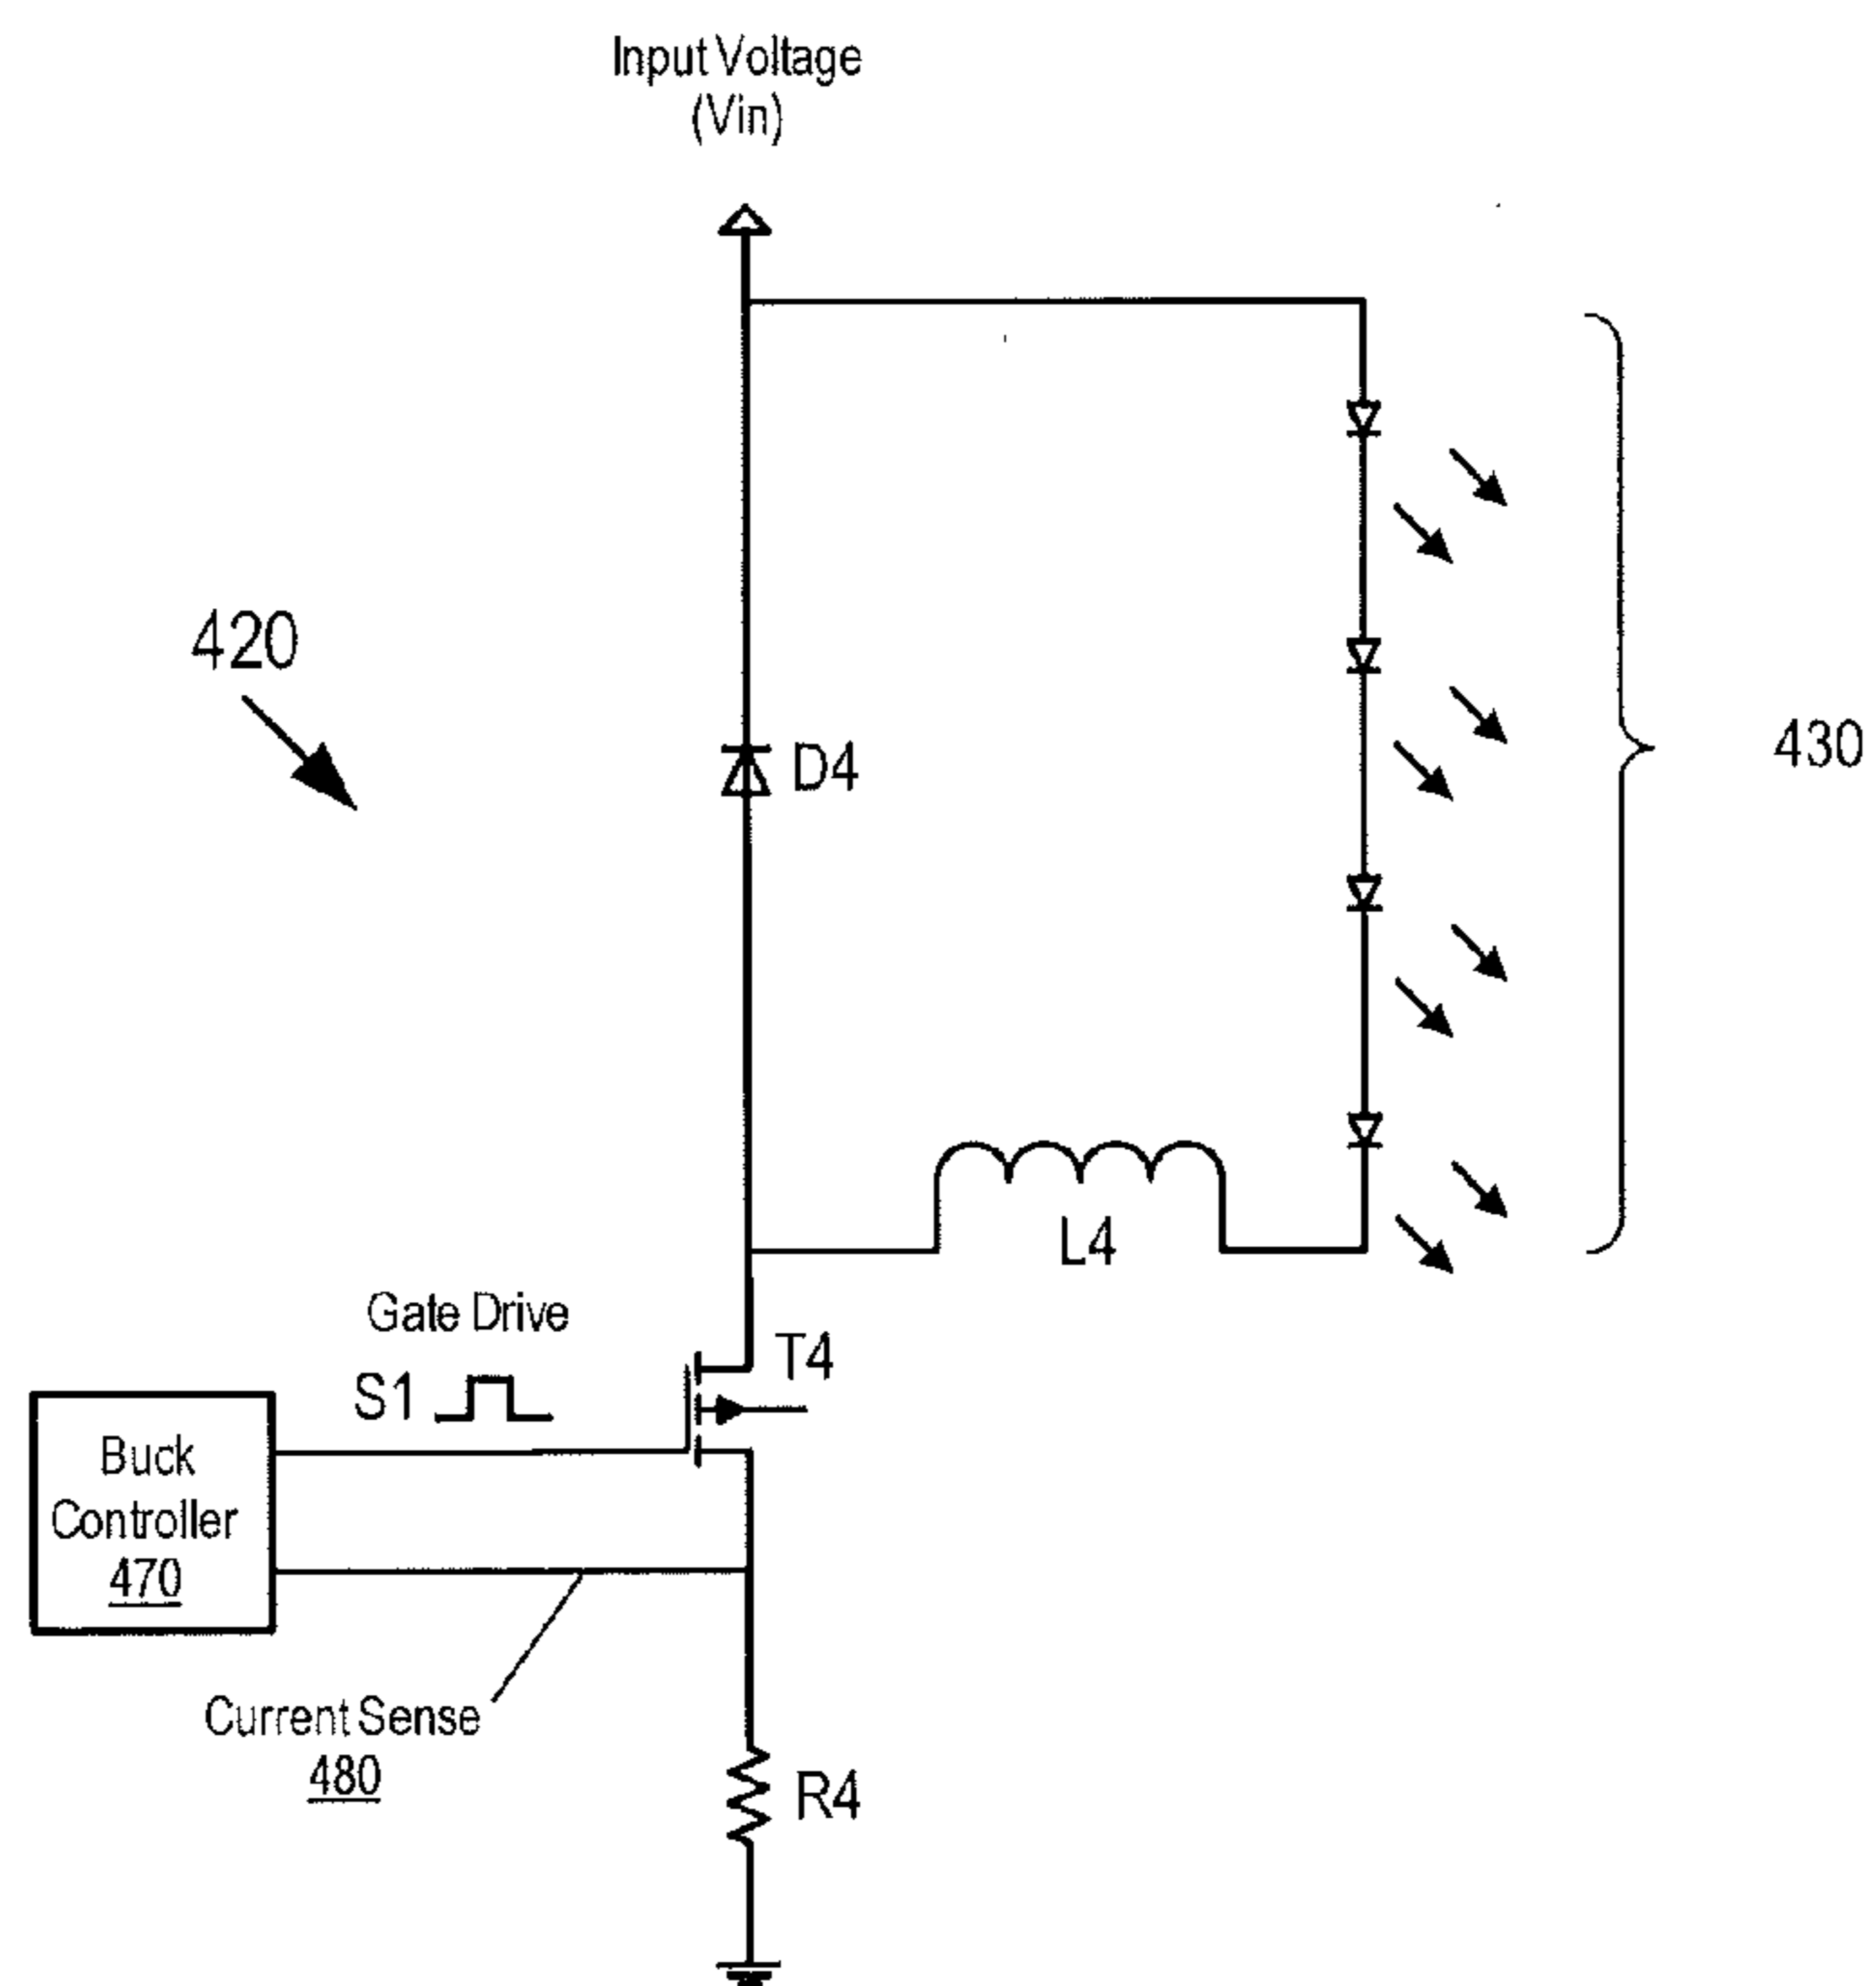 Input Voltage
(Vin)
420
D4
430
L4
Gate Drive
T4
S1
Buck
Controller
470
Current Sense
480
R4